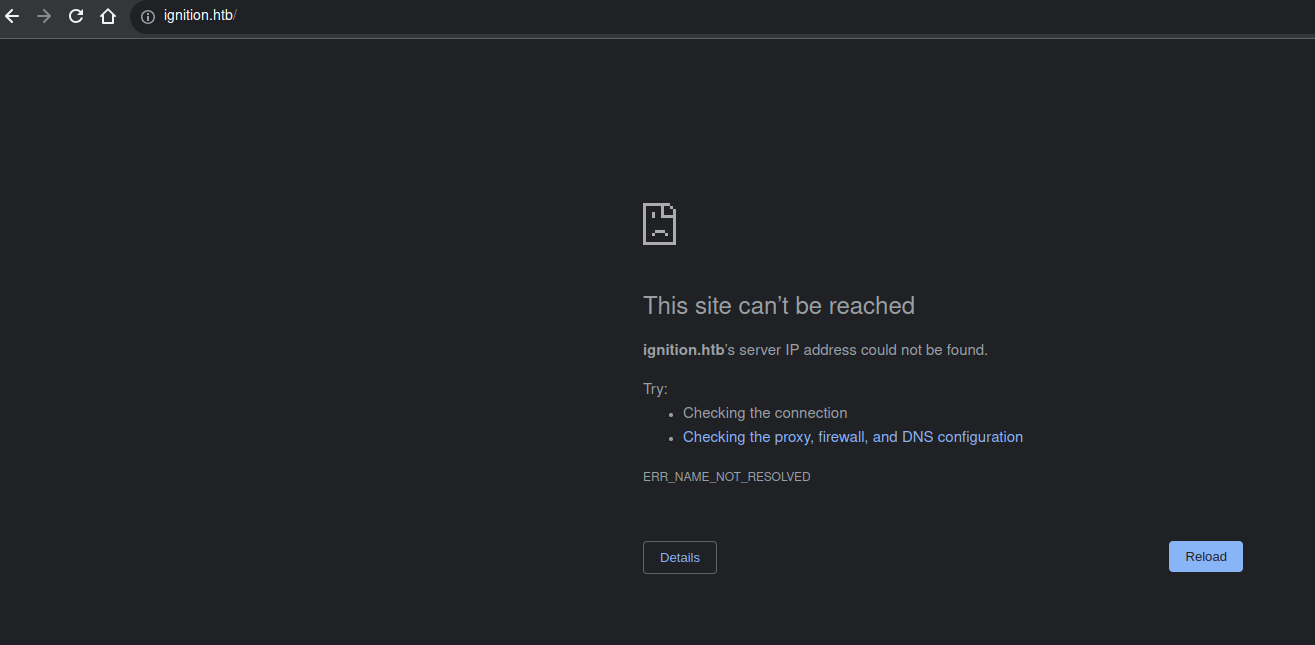 ignition.htb/
This site can’t be reached
ignition.htb’s server IP address could not be found.
Try:
• Checking the connection
• Checking the proxy, firewall, and DNS configuration
ERR_NAME_NOT_RESOLVED
Details
Reload